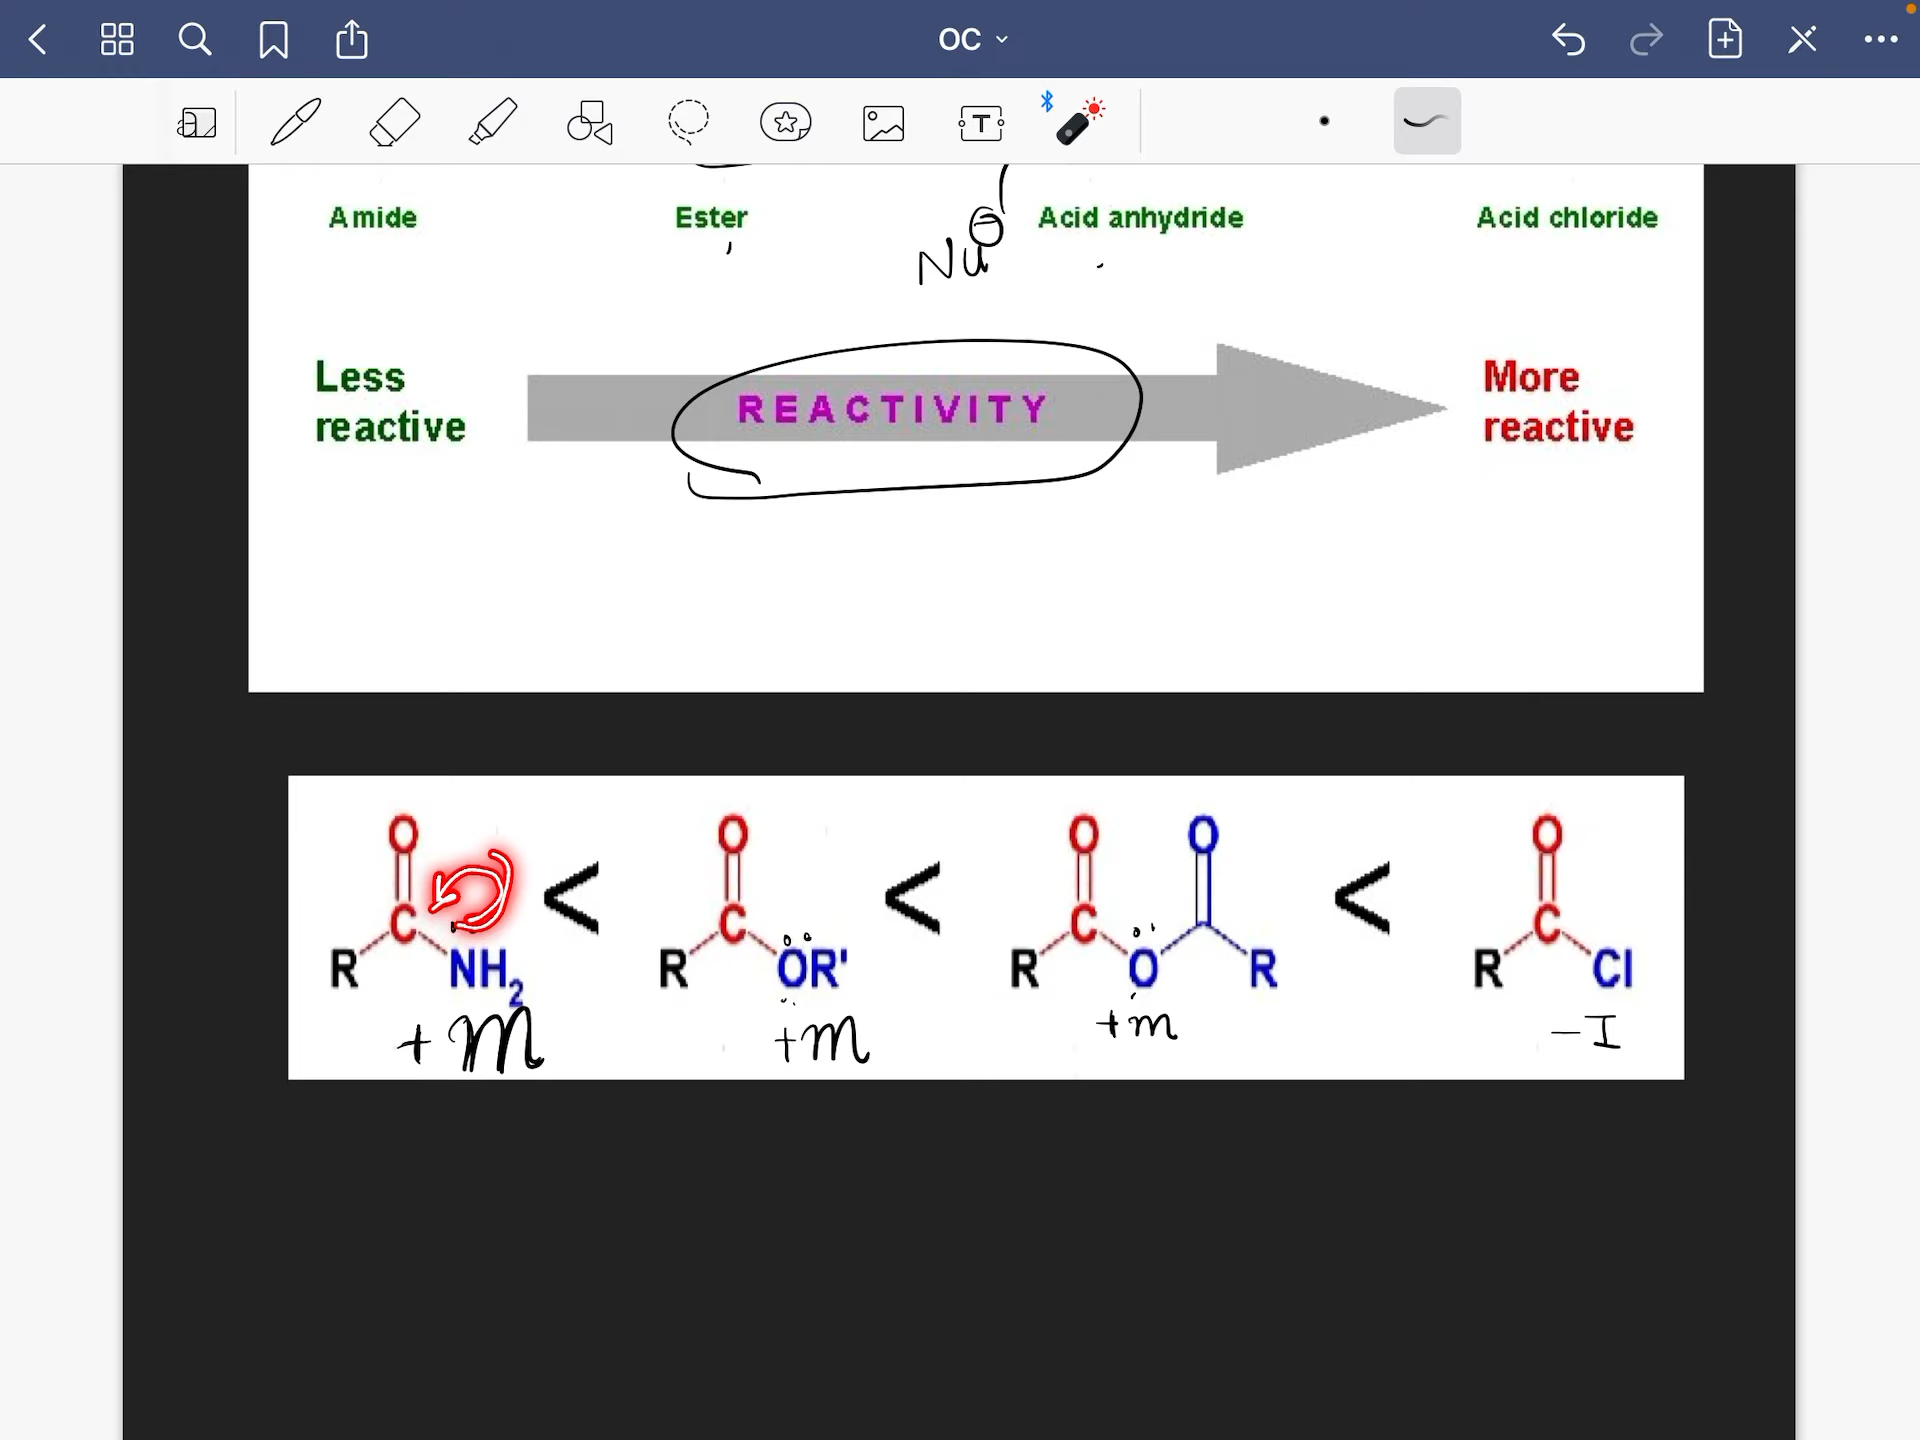 OC
T
Amide Ester Acid anhydride Acid chloride
Nu⊖
Less reactive
REACTIVITY
More reactive
O O O O O
C < C < C < C
R NH₂ R OR' R O R R Cl
+M +m +m -I